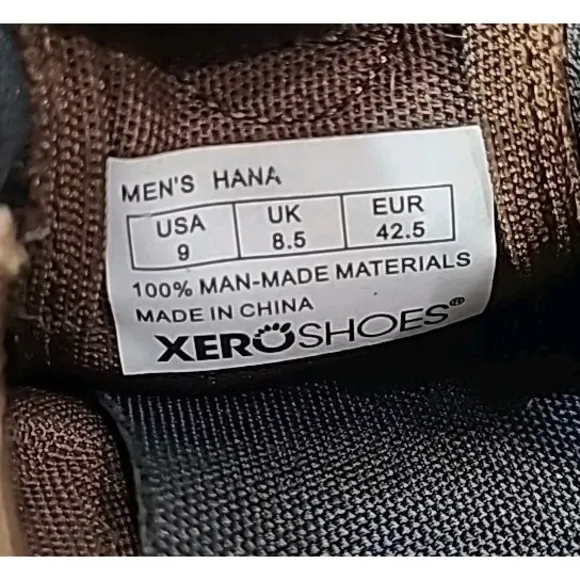 MEN'S HANA
USA UK EUR
9 8.5 42.5
100% MAN-MADE MATERIALS
MADE IN CHINA
XEROSHOES®